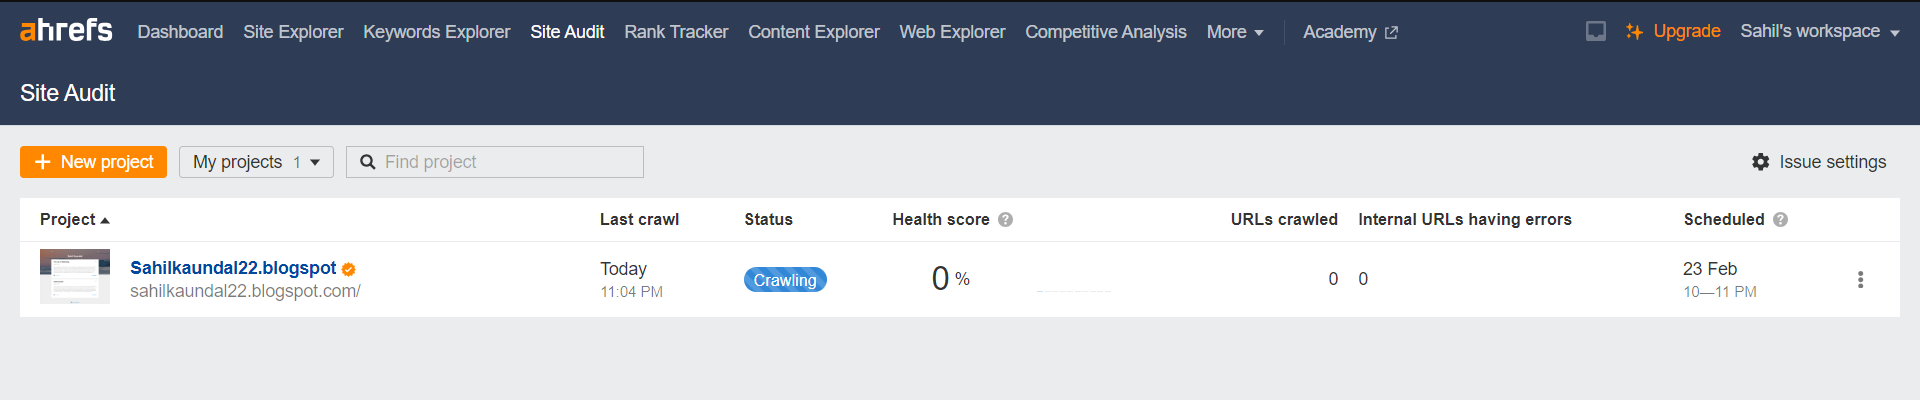 ahrefs Dashboard Site Explorer Keywords Explorer Site Audit Rank Tracker Content Explorer Web Explorer Competitive Analysis More Academy Upgrade Sahil's workspace
Site Audit
+ New project My projects 1 Find project Issue settings
Project Last crawl Status Health score ? URLs crawled Internal URLs having errors Scheduled ?
Sahilkaundal22.blogspot Today Crawling 0 % 0 0 23 Feb
sahilkaundal22.blogspot.com/ 11:04 PM 10—11 PM